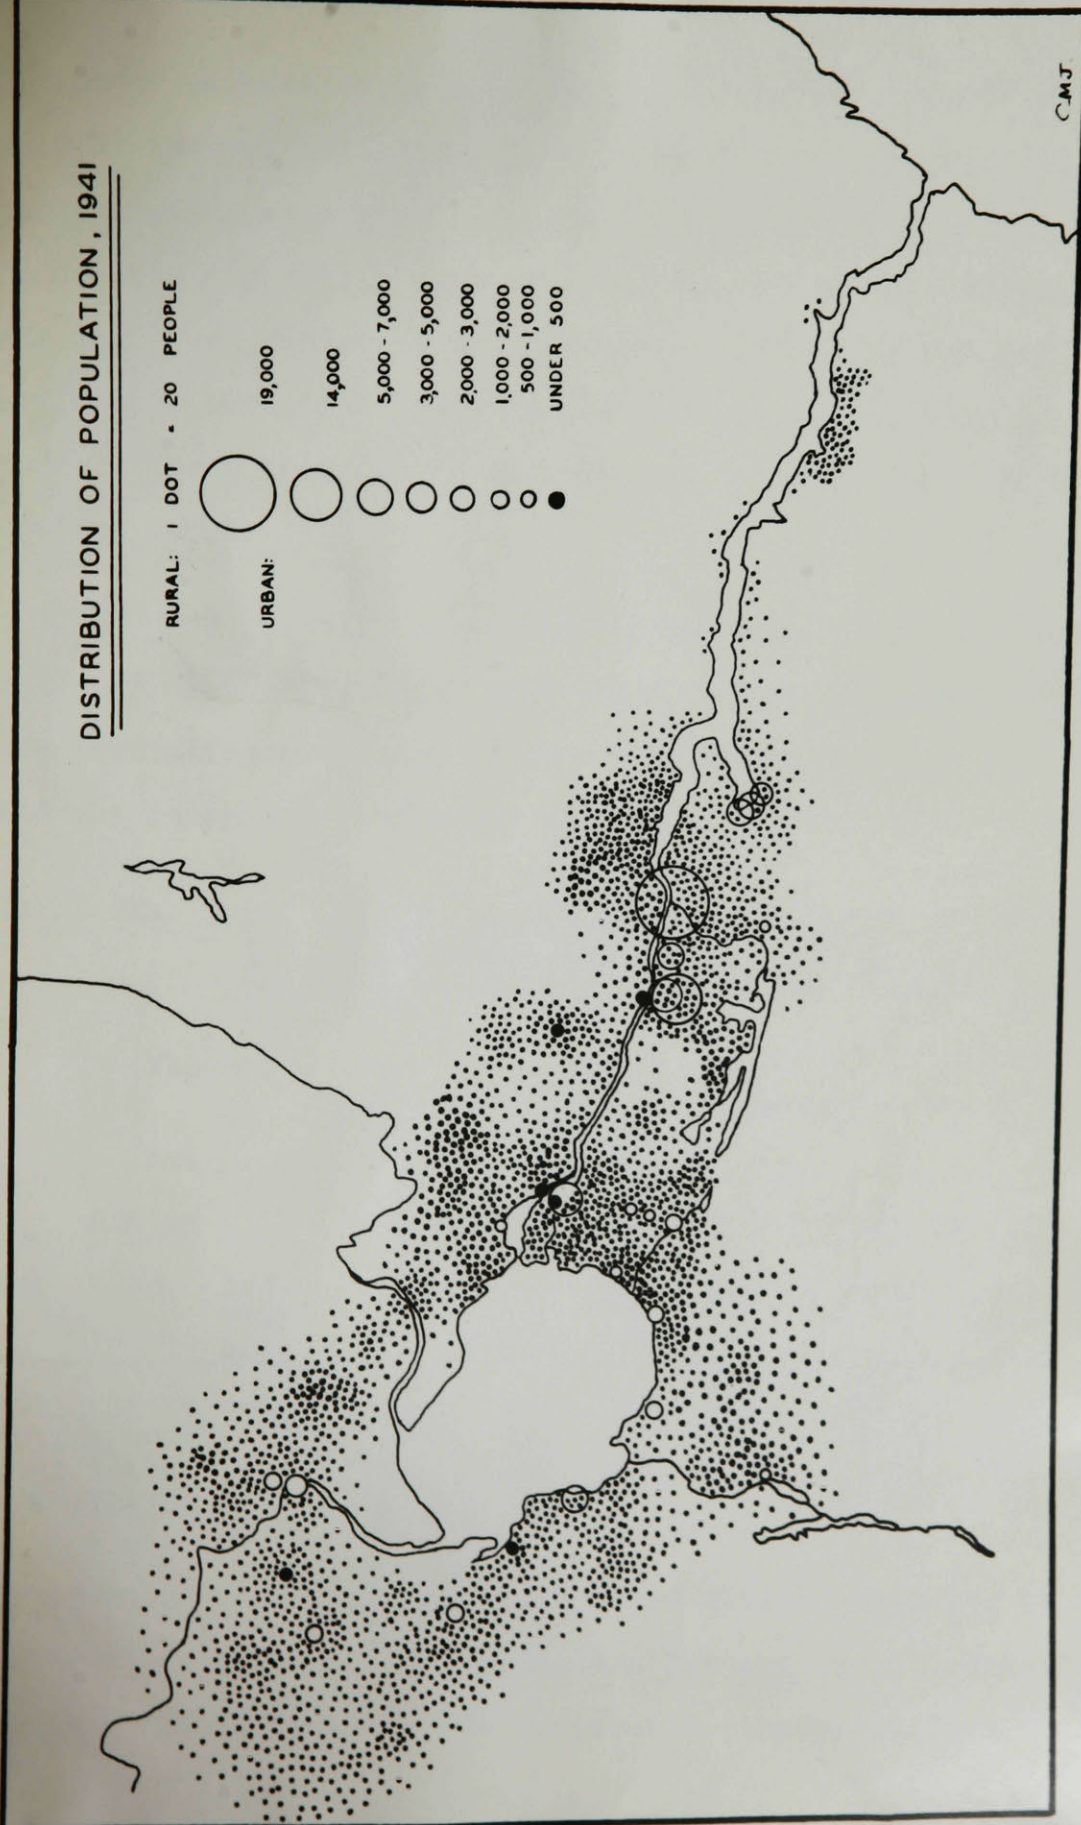 DISTRIBUTION OF POPULATION, 1941
RURAL: 1 DOT = 20 PEOPLE
URBAN:
19,000
14,000
5,000 - 7,000
3,000 - 5,000
2,000 - 3,000
1,000 - 2,000
500 - 1,000
UNDER 500
C.M.J.